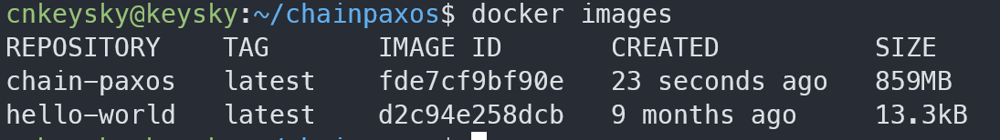 cnkeysky@keysky:~/chainpaxos$ docker images
REPOSITORY TAG IMAGE ID CREATED SIZE
chain-paxos latest fde7cf9bf90e 23 seconds ago 859MB
hello-world latest d2c94e258dcb 9 months ago 13.3kB